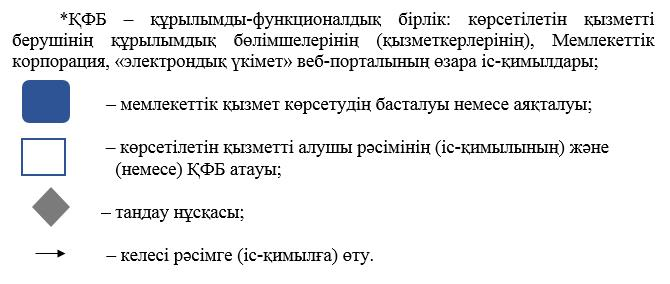 *ҚФБ – құрылымды-функционалдық бірлік: көрсетілетін қызметті
берушінің құрылымдық бөлімшелерінің (қызметкерлерінің), Мемлекеттік
корпорация, «электрондық үкімет» веб-порталының өзара іс-қимылдары;
– мемлекеттік қызмет көрсетудің басталуы немесе аяқталуы;
– көрсетілетін қызметті алушы рәсімінің (іс-қимылының) және
(немесе) ҚФБ атауы;
– таңдау нұсқасы;
– келесі рәсімге (іс-қимылға) өту.